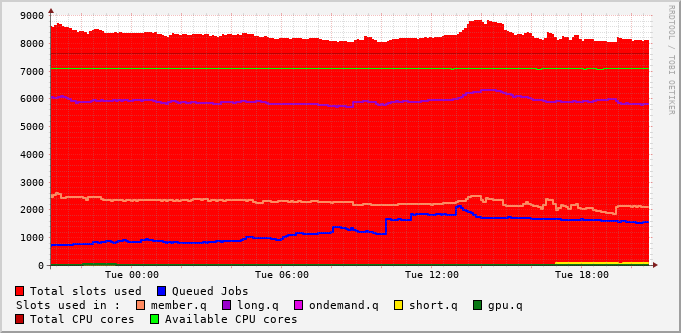 9000
8000
7000
6000
5000
4000
3000
2000
1000
0
Tue 00:00 Tue 06:00 Tue 12:00 Tue 18:00
Total slots used Queued Jobs
Slots used in : member.q long.q ondemand.q short.q gpu.q
Total CPU cores Available CPU cores
RRDTOOL / TOBI OETIKER